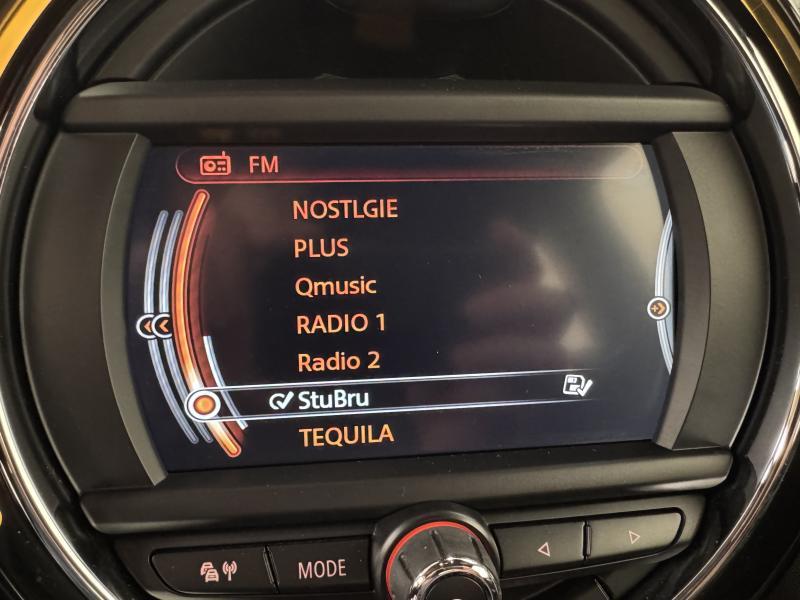 FM
NOSTLGIE
PLUS
Qmusic
RADIO 1
Radio 2
StuBru
TEQUILA
MODE